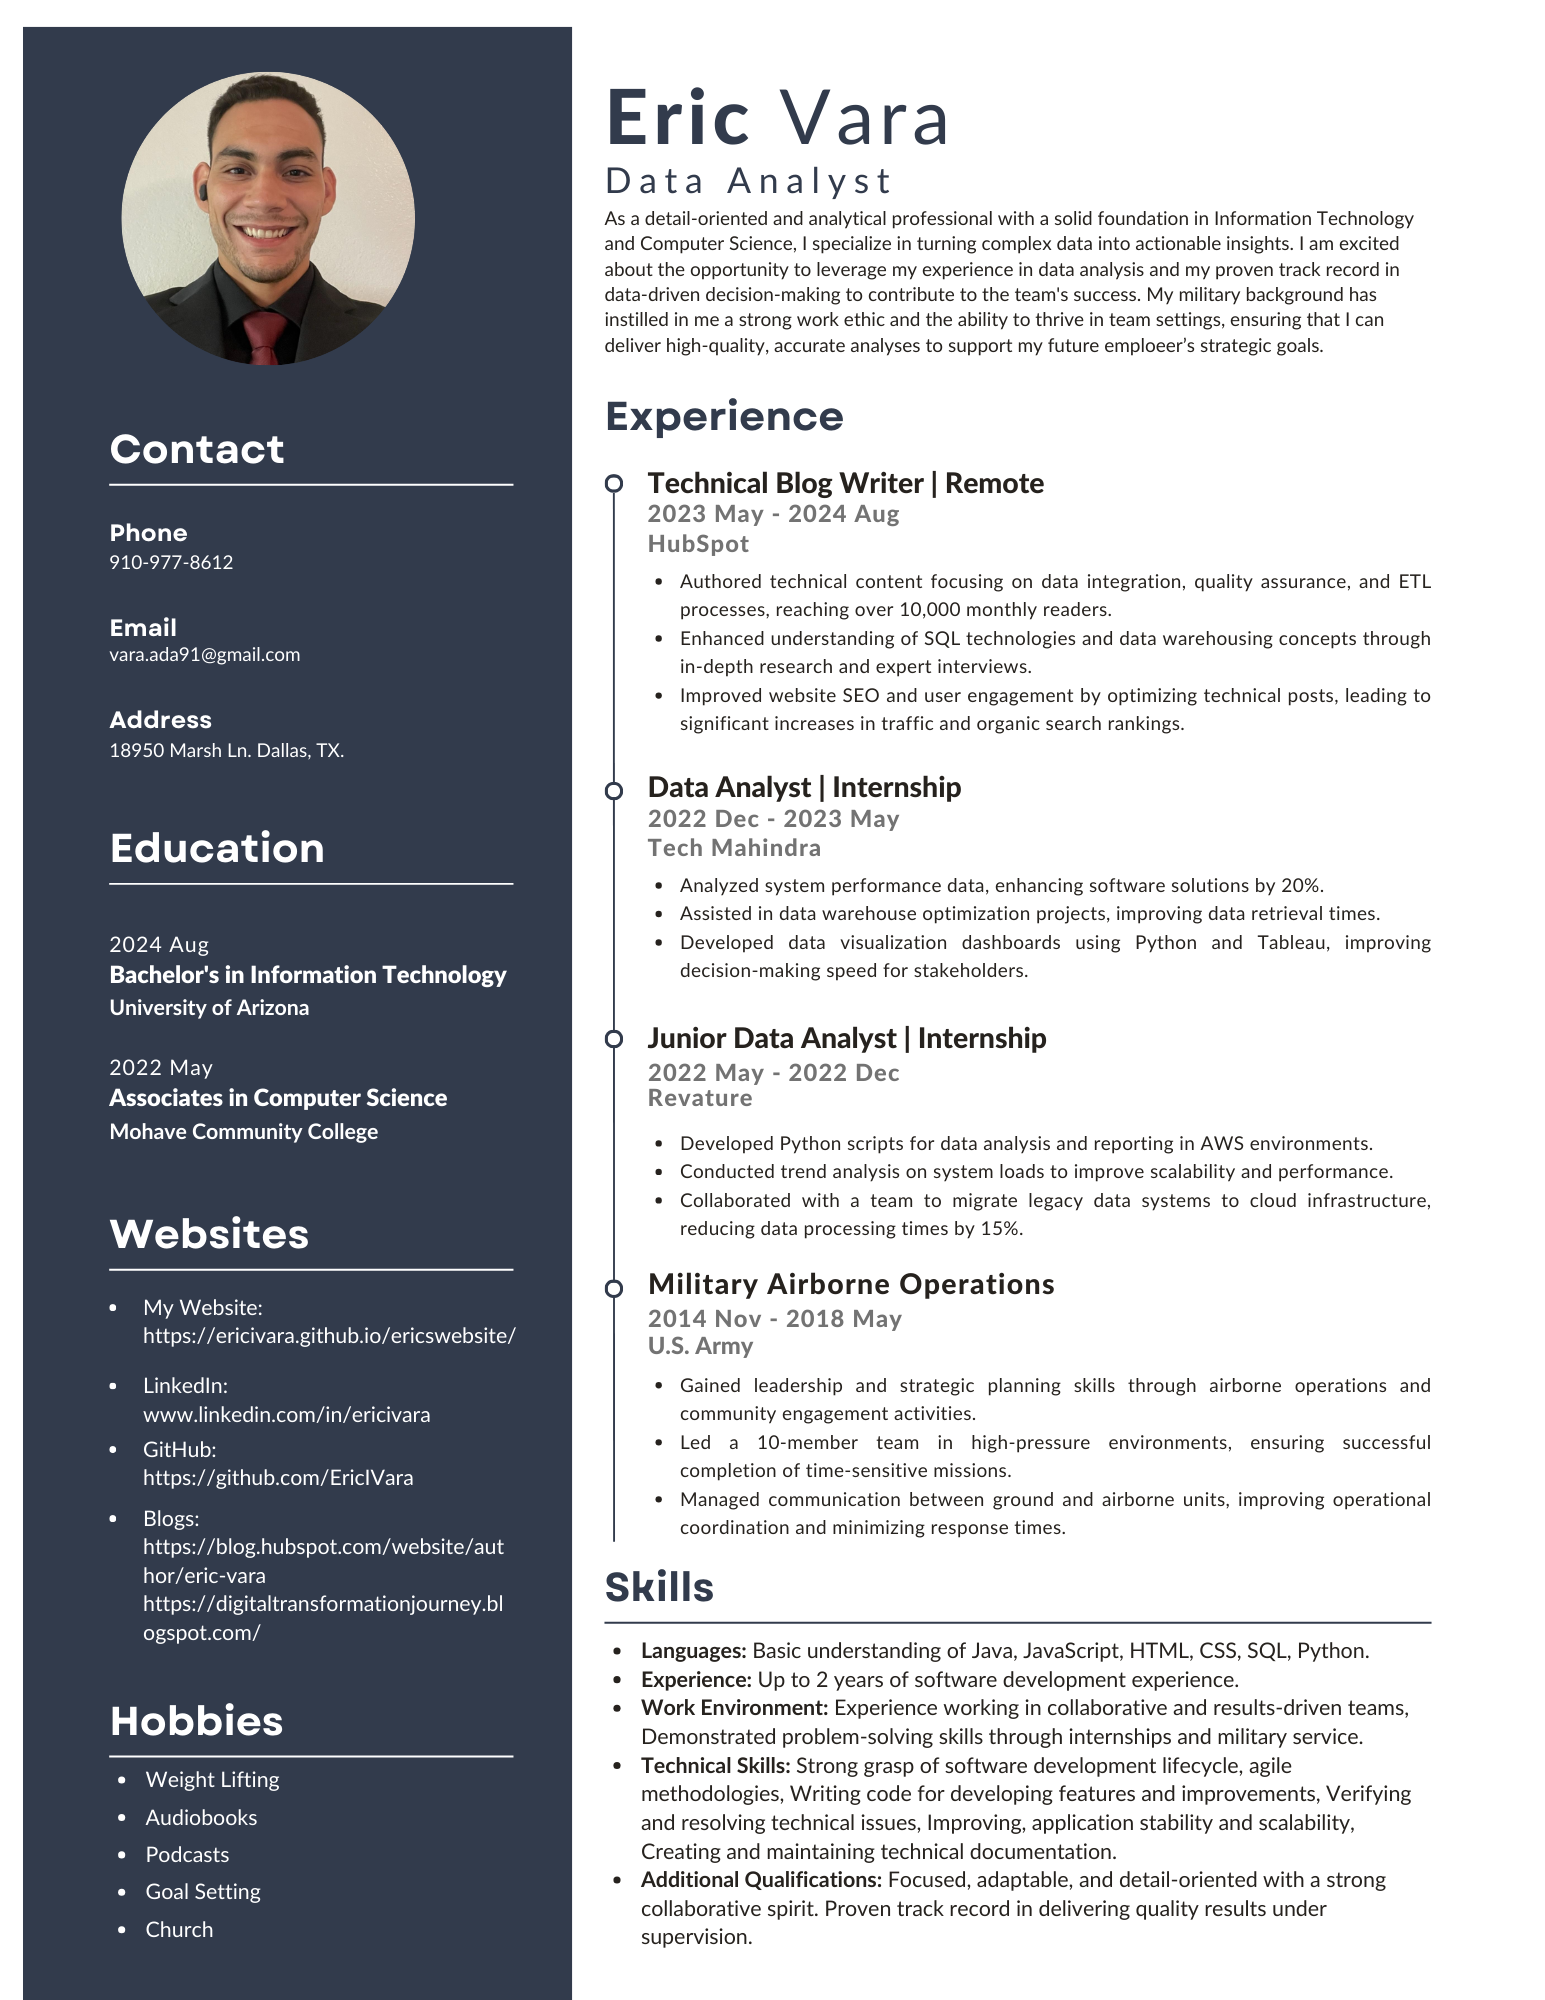 Eric Vara
Data Analyst
As a detail-oriented and analytical professional with a solid foundation in Information Technology
and Computer Science, I specialize in turning complex data into actionable insights. I am excited
about the opportunity to leverage my experience in data analysis and my proven track record in
data-driven decision-making to contribute to the team's success. My military background has
instilled in me a strong work ethic and the ability to thrive in team settings, ensuring that I can
deliver high-quality, accurate analyses to support my future emploeer’s strategic goals.
Contact
Phone
910-977-8612
Email
vara.ada91@gmail.com
Address
18950 Marsh Ln. Dallas, TX.
Education
2024 Aug
Bachelor's in Information Technology
University of Arizona
2022 May
Associates in Computer Science
Mohave Community College
Websites
• My Website:
https://ericivara.github.io/ericswebsite/
• LinkedIn:
www.linkedin.com/in/ericivara
• GitHub:
https://github.com/EricIVara
• Blogs:
https://blog.hubspot.com/website/aut
hor/eric-vara
https://digitaltransformationjourney.bl
ogspot.com/
Hobbies
• Weight Lifting
• Audiobooks
• Podcasts
• Goal Setting
• Church
Experience
Technical Blog Writer | Remote
2023 May - 2024 Aug
HubSpot
• Authored technical content focusing on data integration, quality assurance, and ETL
processes, reaching over 10,000 monthly readers.
• Enhanced understanding of SQL technologies and data warehousing concepts through
in-depth research and expert interviews.
• Improved website SEO and user engagement by optimizing technical posts, leading to
significant increases in traffic and organic search rankings.
Data Analyst | Internship
2022 Dec - 2023 May
Tech Mahindra
• Analyzed system performance data, enhancing software solutions by 20%.
• Assisted in data warehouse optimization projects, improving data retrieval times.
• Developed data visualization dashboards using Python and Tableau, improving
decision-making speed for stakeholders.
Junior Data Analyst | Internship
2022 May - 2022 Dec
Revature
• Developed Python scripts for data analysis and reporting in AWS environments.
• Conducted trend analysis on system loads to improve scalability and performance.
• Collaborated with a team to migrate legacy data systems to cloud infrastructure,
reducing data processing times by 15%.
Military Airborne Operations
2014 Nov - 2018 May
U.S. Army
• Gained leadership and strategic planning skills through airborne operations and
community engagement activities.
• Led a 10-member team in high-pressure environments, ensuring successful
completion of time-sensitive missions.
• Managed communication between ground and airborne units, improving operational
coordination and minimizing response times.
Skills
• Languages: Basic understanding of Java, JavaScript, HTML, CSS, SQL, Python.
• Experience: Up to 2 years of software development experience.
• Work Environment: Experience working in collaborative and results-driven teams,
Demonstrated problem-solving skills through internships and military service.
• Technical Skills: Strong grasp of software development lifecycle, agile
methodologies, Writing code for developing features and improvements, Verifying
and resolving technical issues, Improving, application stability and scalability,
Creating and maintaining technical documentation.
• Additional Qualifications: Focused, adaptable, and detail-oriented with a strong
collaborative spirit. Proven track record in delivering quality results under
supervision.